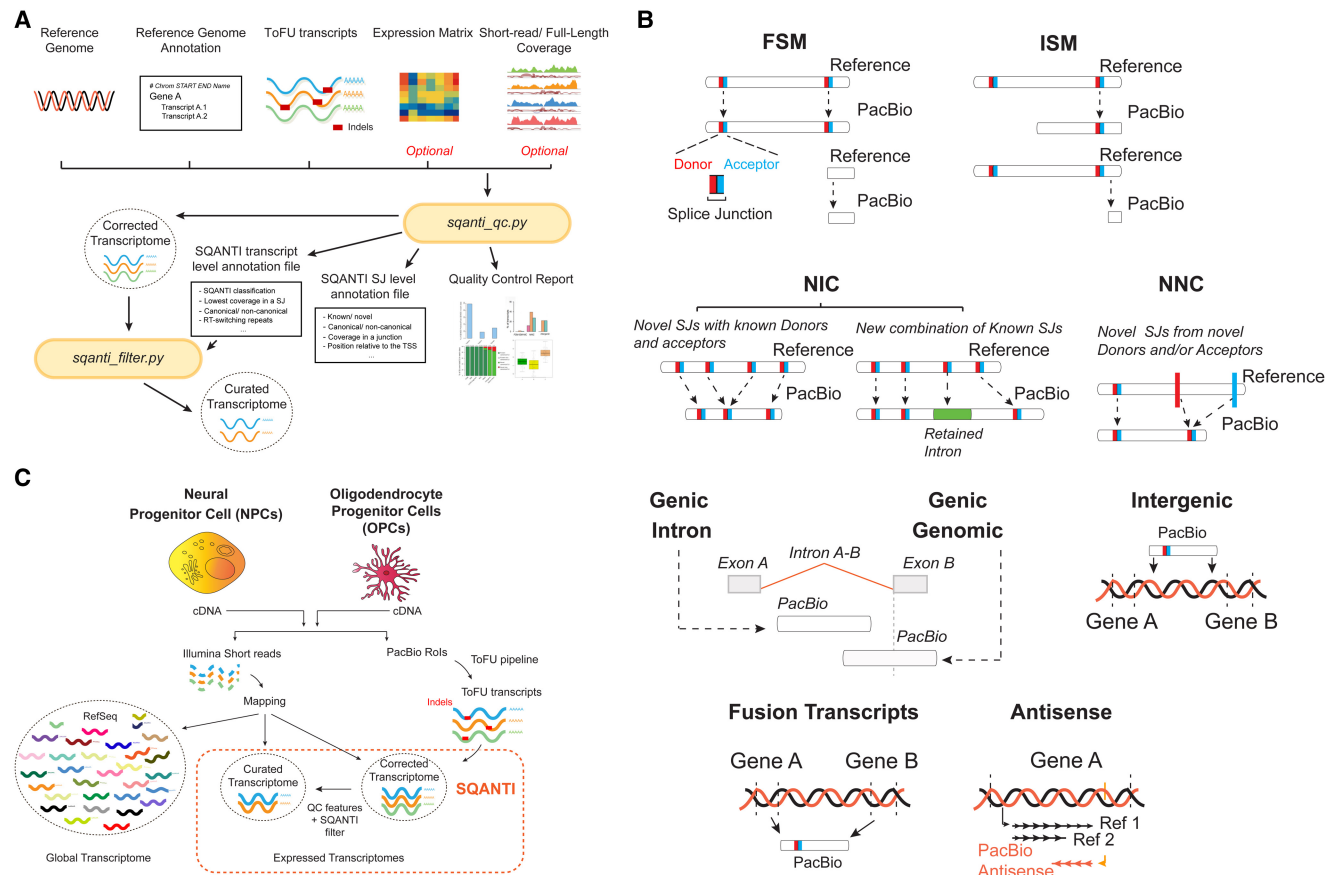 A
Reference
Genome
Reference Genome
Annotation
ToFU transcripts
Expression Matrix
Short-read/ Full-Length
Coverage
# Chrom START END Name
Gene A
Transcript A.1
Transcript A.2
AAAAA
AAAAA
AAAAA
Indels
Optional
Optional
sqanti_qc.py
Corrected
Transcriptome
SQANTI transcript
level annotation file
- SQANTI classification
- Lowest coverage in a SJ
- Canonical/ non-canonical
- RT-switching repeats
...
SQANTI SJ level
annotation file
- Known/ novel
- Canonical/ non-canonical
- Coverage in a junction
- Position relative to the TSS
...
Quality Control Report
sqanti_filter.py
Curated
Transcriptome
B
FSM
Reference
PacBio
Donor
Acceptor
Splice Junction
Reference
PacBio
ISM
Reference
PacBio
Reference
PacBio
NIC
Novel SJs with known Donors
and acceptors
Reference
PacBio
New combination of Known SJs
Reference
PacBio
Retained
Intron
NNC
Novel SJs from novel
Donors and/or Acceptors
Reference
PacBio
Genic
Intron
Genic
Genomic
Exon A
Intron A-B
Exon B
PacBio
PacBio
Intergenic
PacBio
Gene A
Gene B
Fusion Transcripts
Gene A
Gene B
PacBio
Antisense
Gene A
Ref 1
Ref 2
PacBio
Antisense
C
Neural
Progenitor Cell (NPCs)
Oligodendrocyte
Progenitor Cells
(OPCs)
cDNA
cDNA
Illumina Short reads
PacBio RoIs
ToFU pipeline
ToFU transcripts
Indels
Mapping
RefSeq
Global Transcriptome
Curated
Transcriptome
QC features
+ SQANTI
filter
Corrected
Transcriptome
SQANTI
Expressed Transcriptomes